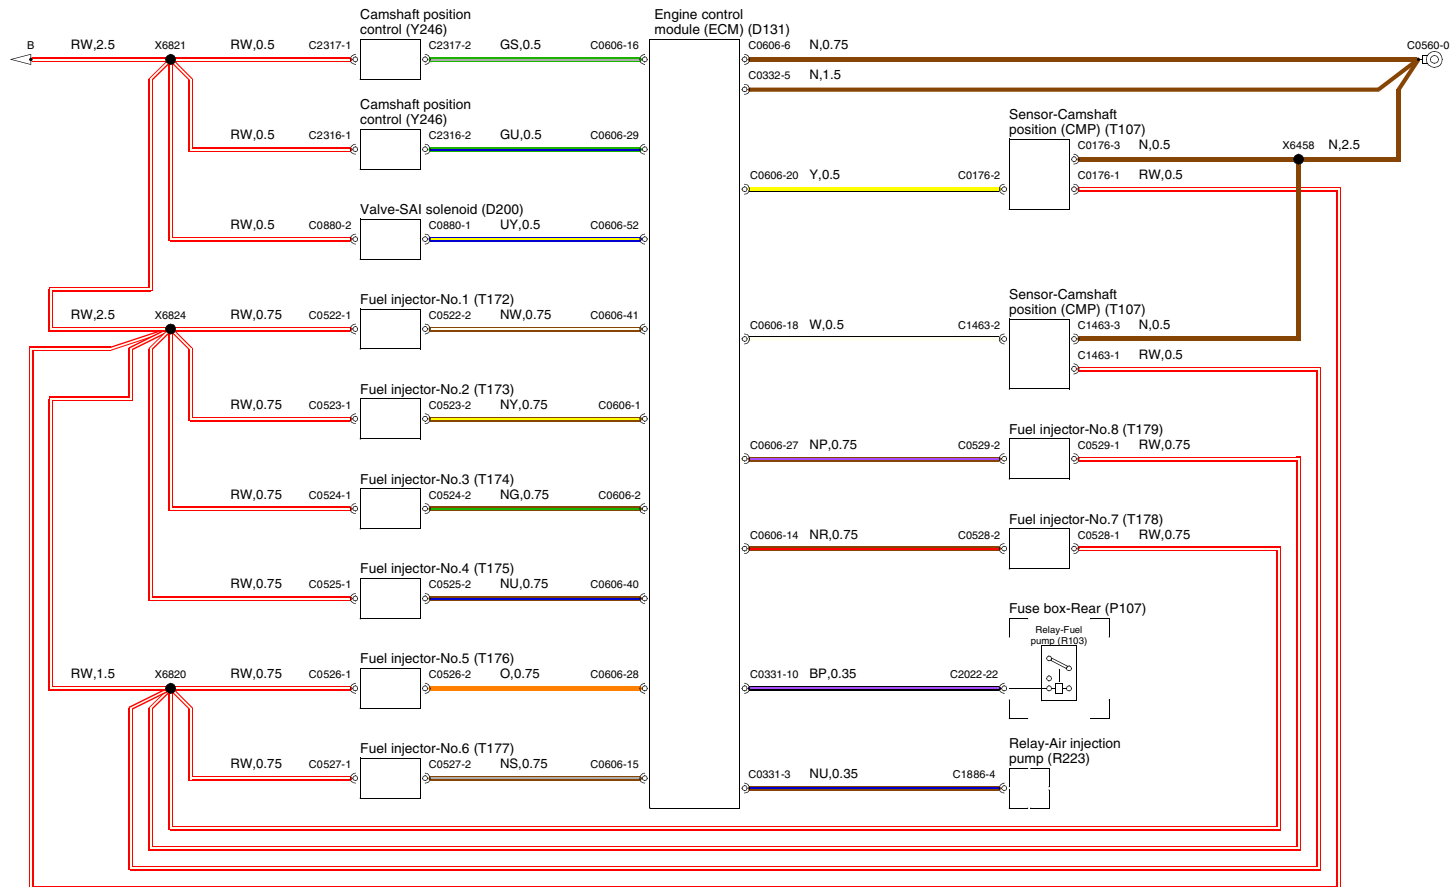 Camshaft position
control (Y246)
Engine control
module (ECM) (D131)
B
RW,2.5
X6821
RW,0.5
C2317-1
C2317-2
GS,0.5
C0606-16
C0606-6
N,0.75
C0560-0
C0332-5
N,1.5
Camshaft position
control (Y246)
Sensor-Camshaft
position (CMP) (T107)
RW,0.5
C2316-1
C2316-2
GU,0.5
C0606-29
C0176-3
N,0.5
X6458
N,2.5
C0606-20
Y,0.5
C0176-2
C0176-1
RW,0.5
Valve-SAI solenoid (D200)
RW,0.5
C0880-2
C0880-1
UY,0.5
C0606-52
Fuel injector-No.1 (T172)
Sensor-Camshaft
position (CMP) (T107)
RW,2.5
X6824
RW,0.75
C0522-1
C0522-2
NW,0.75
C0606-41
C0606-18
W,0.5
C1463-2
C1463-3
N,0.5
C1463-1
RW,0.5
Fuel injector-No.2 (T173)
RW,0.75
C0523-1
C0523-2
NY,0.75
C0606-1
Fuel injector-No.8 (T179)
C0606-27
NP,0.75
C0529-2
C0529-1
RW,0.75
Fuel injector-No.3 (T174)
RW,0.75
C0524-1
C0524-2
NG,0.75
C0606-2
Fuel injector-No.7 (T178)
C0606-14
NR,0.75
C0528-2
C0528-1
RW,0.75
Fuel injector-No.4 (T175)
RW,0.75
C0525-1
C0525-2
NU,0.75
C0606-40
Fuse box-Rear (P107)
Relay-Fuel
pump (R103)
Fuel injector-No.5 (T176)
RW,1.5
X6820
RW,0.75
C0526-1
C0526-2
O,0.75
C0606-28
C0331-10
BP,0.35
C2022-22
Fuel injector-No.6 (T177)
Relay-Air injection
pump (R223)
RW,0.75
C0527-1
C0527-2
NS,0.75
C0606-15
C0331-3
NU,0.35
C1886-4